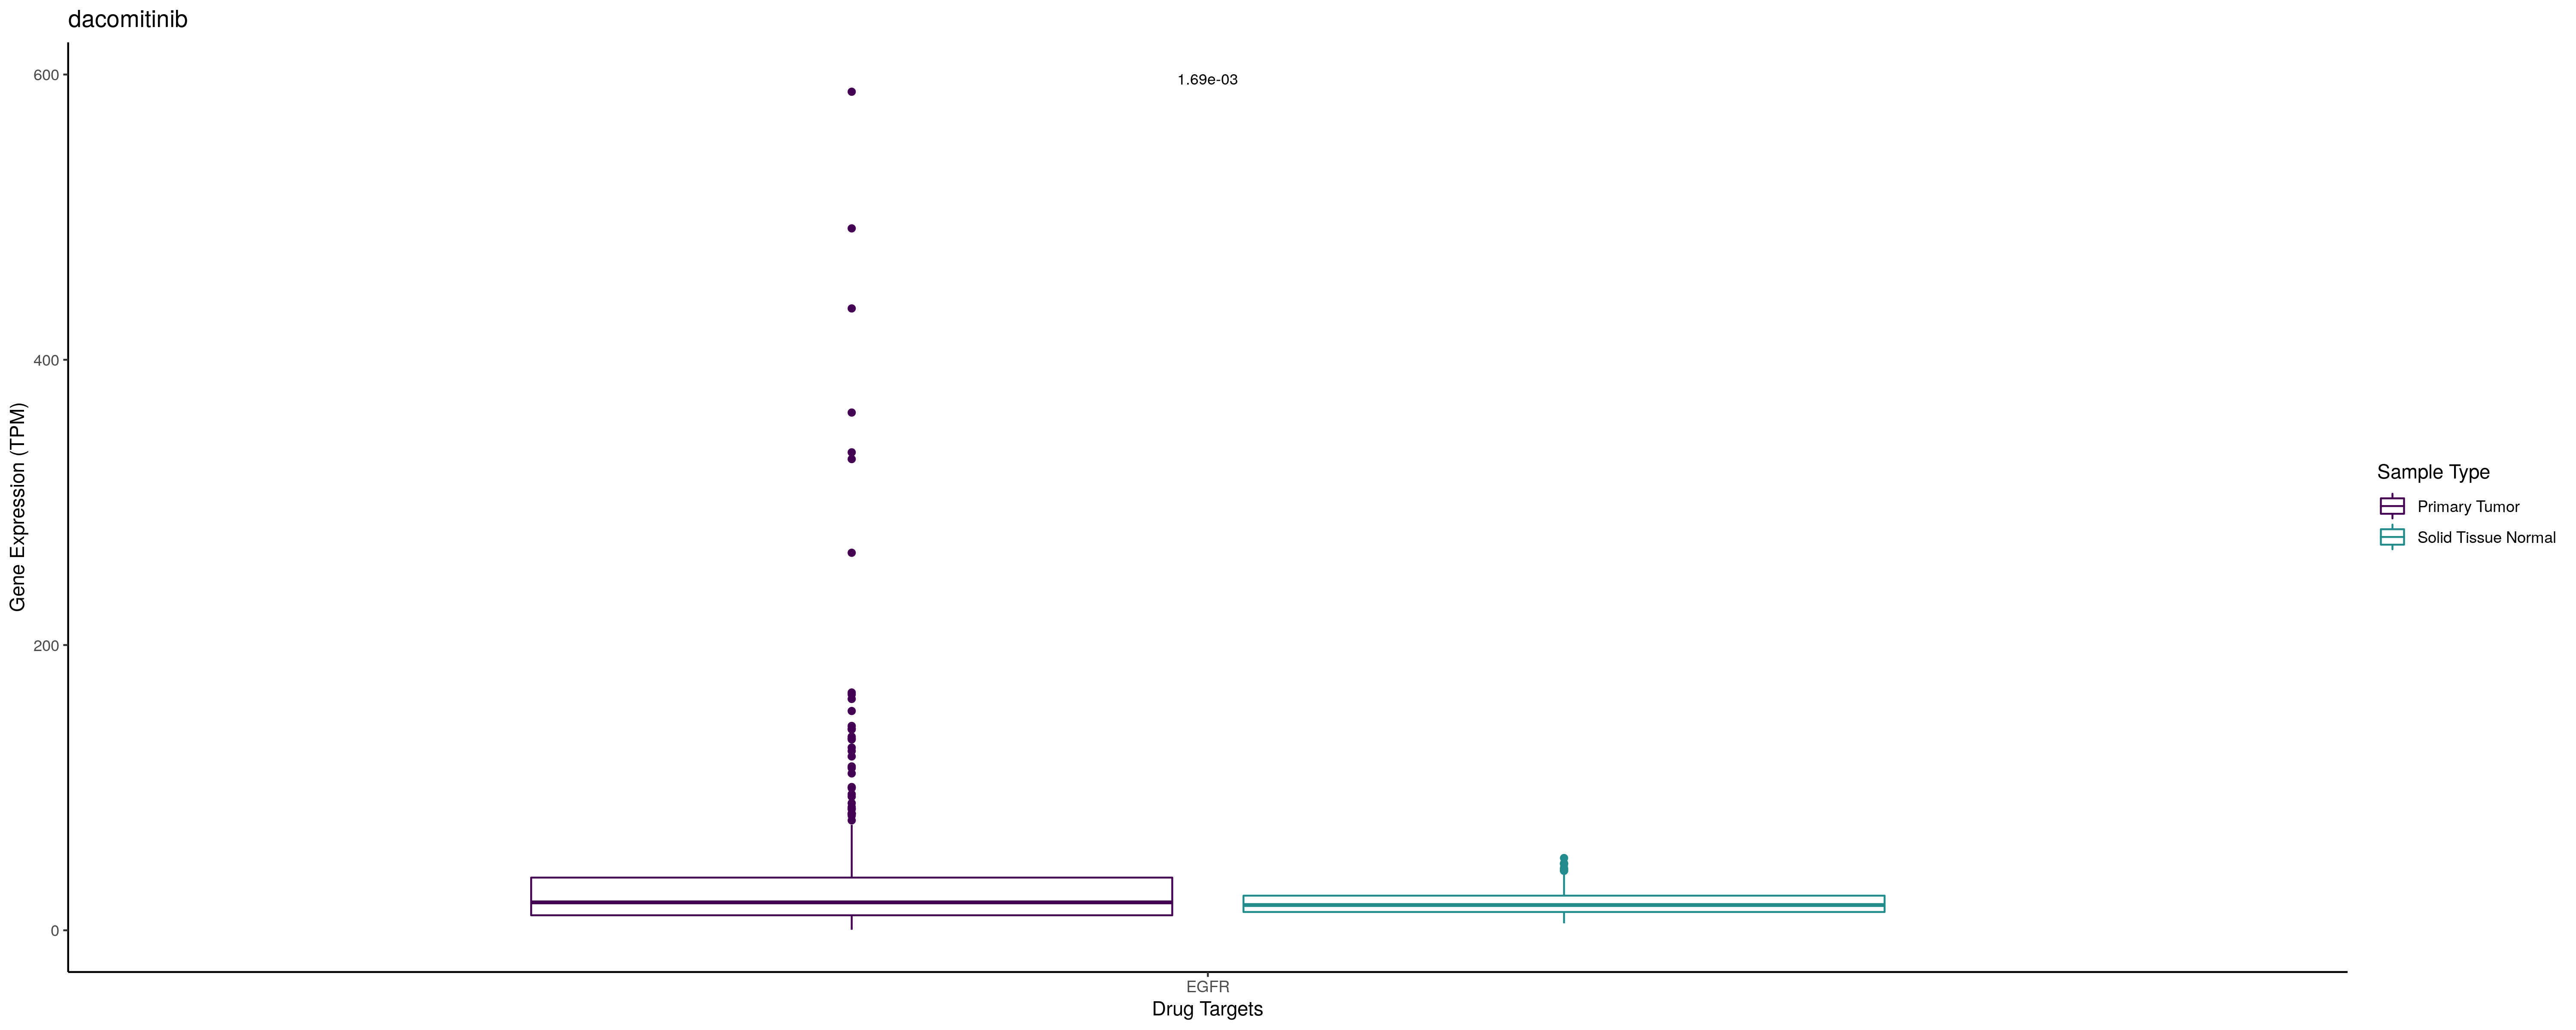 dacomitinib
600
400
200
0
Gene Expression (TPM)
1.69e-03
EGFR
Drug Targets
Sample Type
Primary Tumor
Solid Tissue Normal